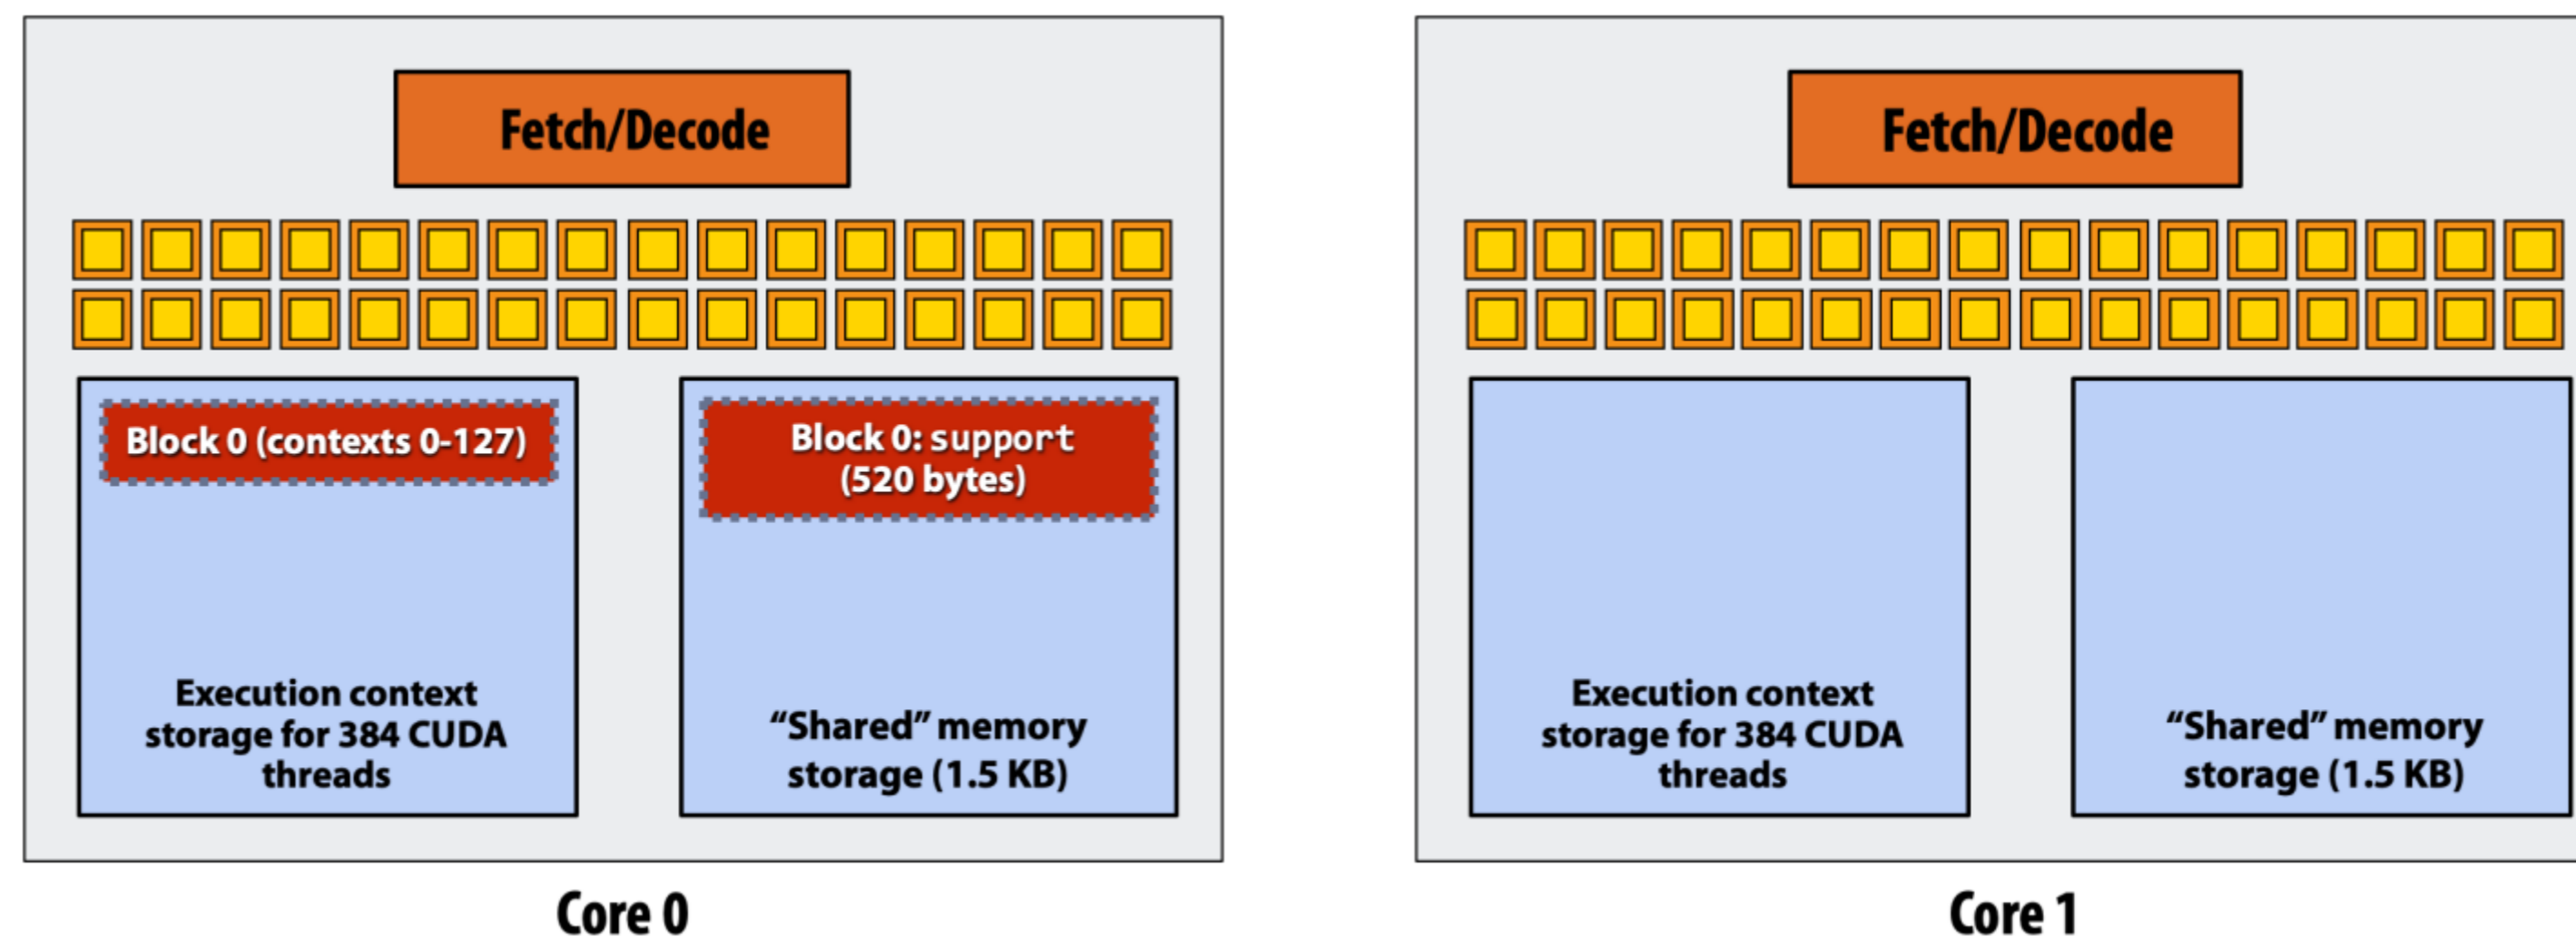 Fetch/Decode
Block 0 (contexts 0-127)
Block 0: support
(520 bytes)
Execution context
storage for 384 CUDA
threads
“Shared” memory
storage (1.5 KB)
Core 0
Fetch/Decode
Execution context
storage for 384 CUDA
threads
“Shared” memory
storage (1.5 KB)
Core 1